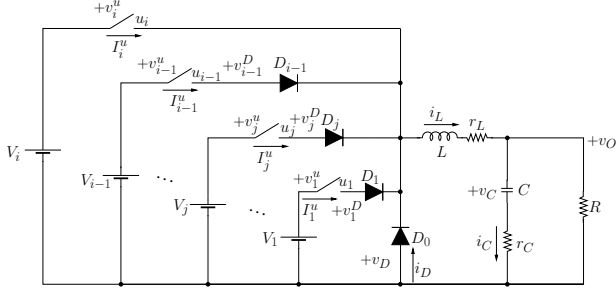 +v_i^u u_i
I_i^u
+v_{i-1}^u u_{i-1} +v_{i-1}^D D_{i-1}
I_{i-1}^u
+v_j^u u_j +v_j^D D_j
I_j^u
i_L r_L
L
+v_O
V_i
V_{i-1} ...
V_j ...
+v_1^u u_1 D_1
I_1^u +v_1^D
+v_C C
R
V_1
D_0
+v_D i_D
i_C r_C